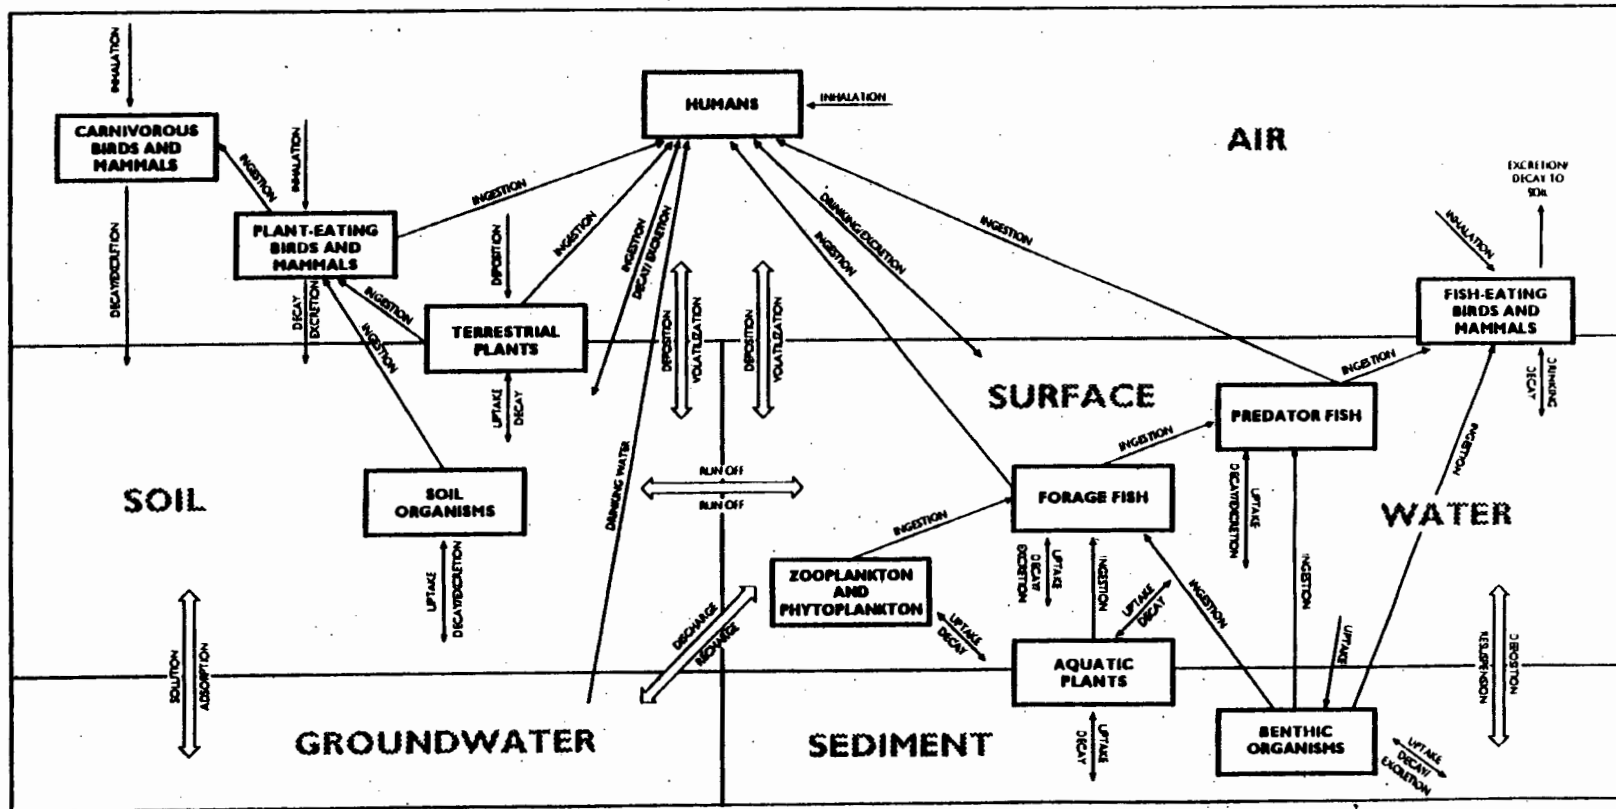 INHALATION
CARNIVOROUS
BIRDS AND
MAMMALS
INGESTION
INHALATION
HUMANS
INHALATION
AIR
EXCRETION/
DECAY TO
SOIL
INHALATION
PLANT-EATING
BIRDS AND
MAMMALS
INGESTION
DECAY/EXCRETION
DECAY
EXCRETION
INGESTION
DEPOSITION
INGESTION
INGESTION
DECAY/ EXCRETION
DRINKING/EXCRETION
INGESTION
INGESTION
FISH-EATING
BIRDS AND
MAMMALS
TERRESTRIAL
PLANTS
INGESTION
DEPOSITION
VOLATILIZATION
DEPOSITION
VOLATILIZATION
UPTAKE
DECAY
SURFACE
INGESTION
DRINKING
DECAY
PREDATOR FISH
INGESTION
INGESTION
SOIL
SOIL
ORGANISMS
DRINKING WATER
RUN OFF
RUN OFF
FORAGE FISH
UPTAKE
DECAY/EXCRETION
WATER
INGESTION
ZOOPLANKTON
AND
PHYTOPLANKTON
UPTAKE
DECAY/EXCRETION
UPTAKE
DECAY/
EXCRETION
INGESTION
UPTAKE
DECAY
INGESTION
INGESTION
UPTAKE
DISCHARGE
RECHARGE
UPTAKE
DECAY
SOLUTION
ADSORPTION
AQUATIC
PLANTS
DEPOSITION
RESUSPENSION
GROUNDWATER
SEDIMENT
UPTAKE
DECAY
BENTHIC
ORGANISMS
UPTAKE
DECAY/
EXCRETION